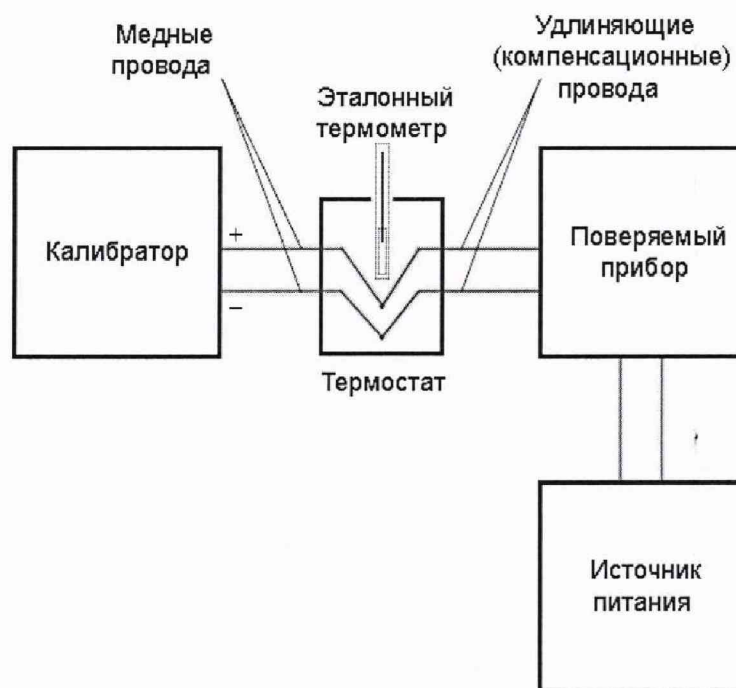 Медные
провода
Удлиняющие
(компенсационные)
провода
Эталонный
термометр
Калибратор
+
−
Поверяемый
прибор
Термостат
Источник
питания